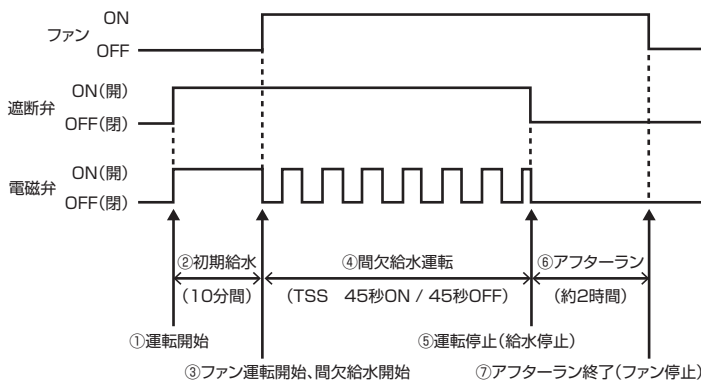 ON
ファン
OFF
ON(開)
遮断弁
OFF(閉)
ON(開)
電磁弁
OFF(閉)
②初期給水
④間欠給水運転
⑥アフターラン
(10分間)
(TSS 45秒ON / 45秒OFF)
(約2時間)
①運転開始
⑤運転停止(給水停止)
③ファン運転開始、間欠給水開始
⑦アフターラン終了(ファン停止)